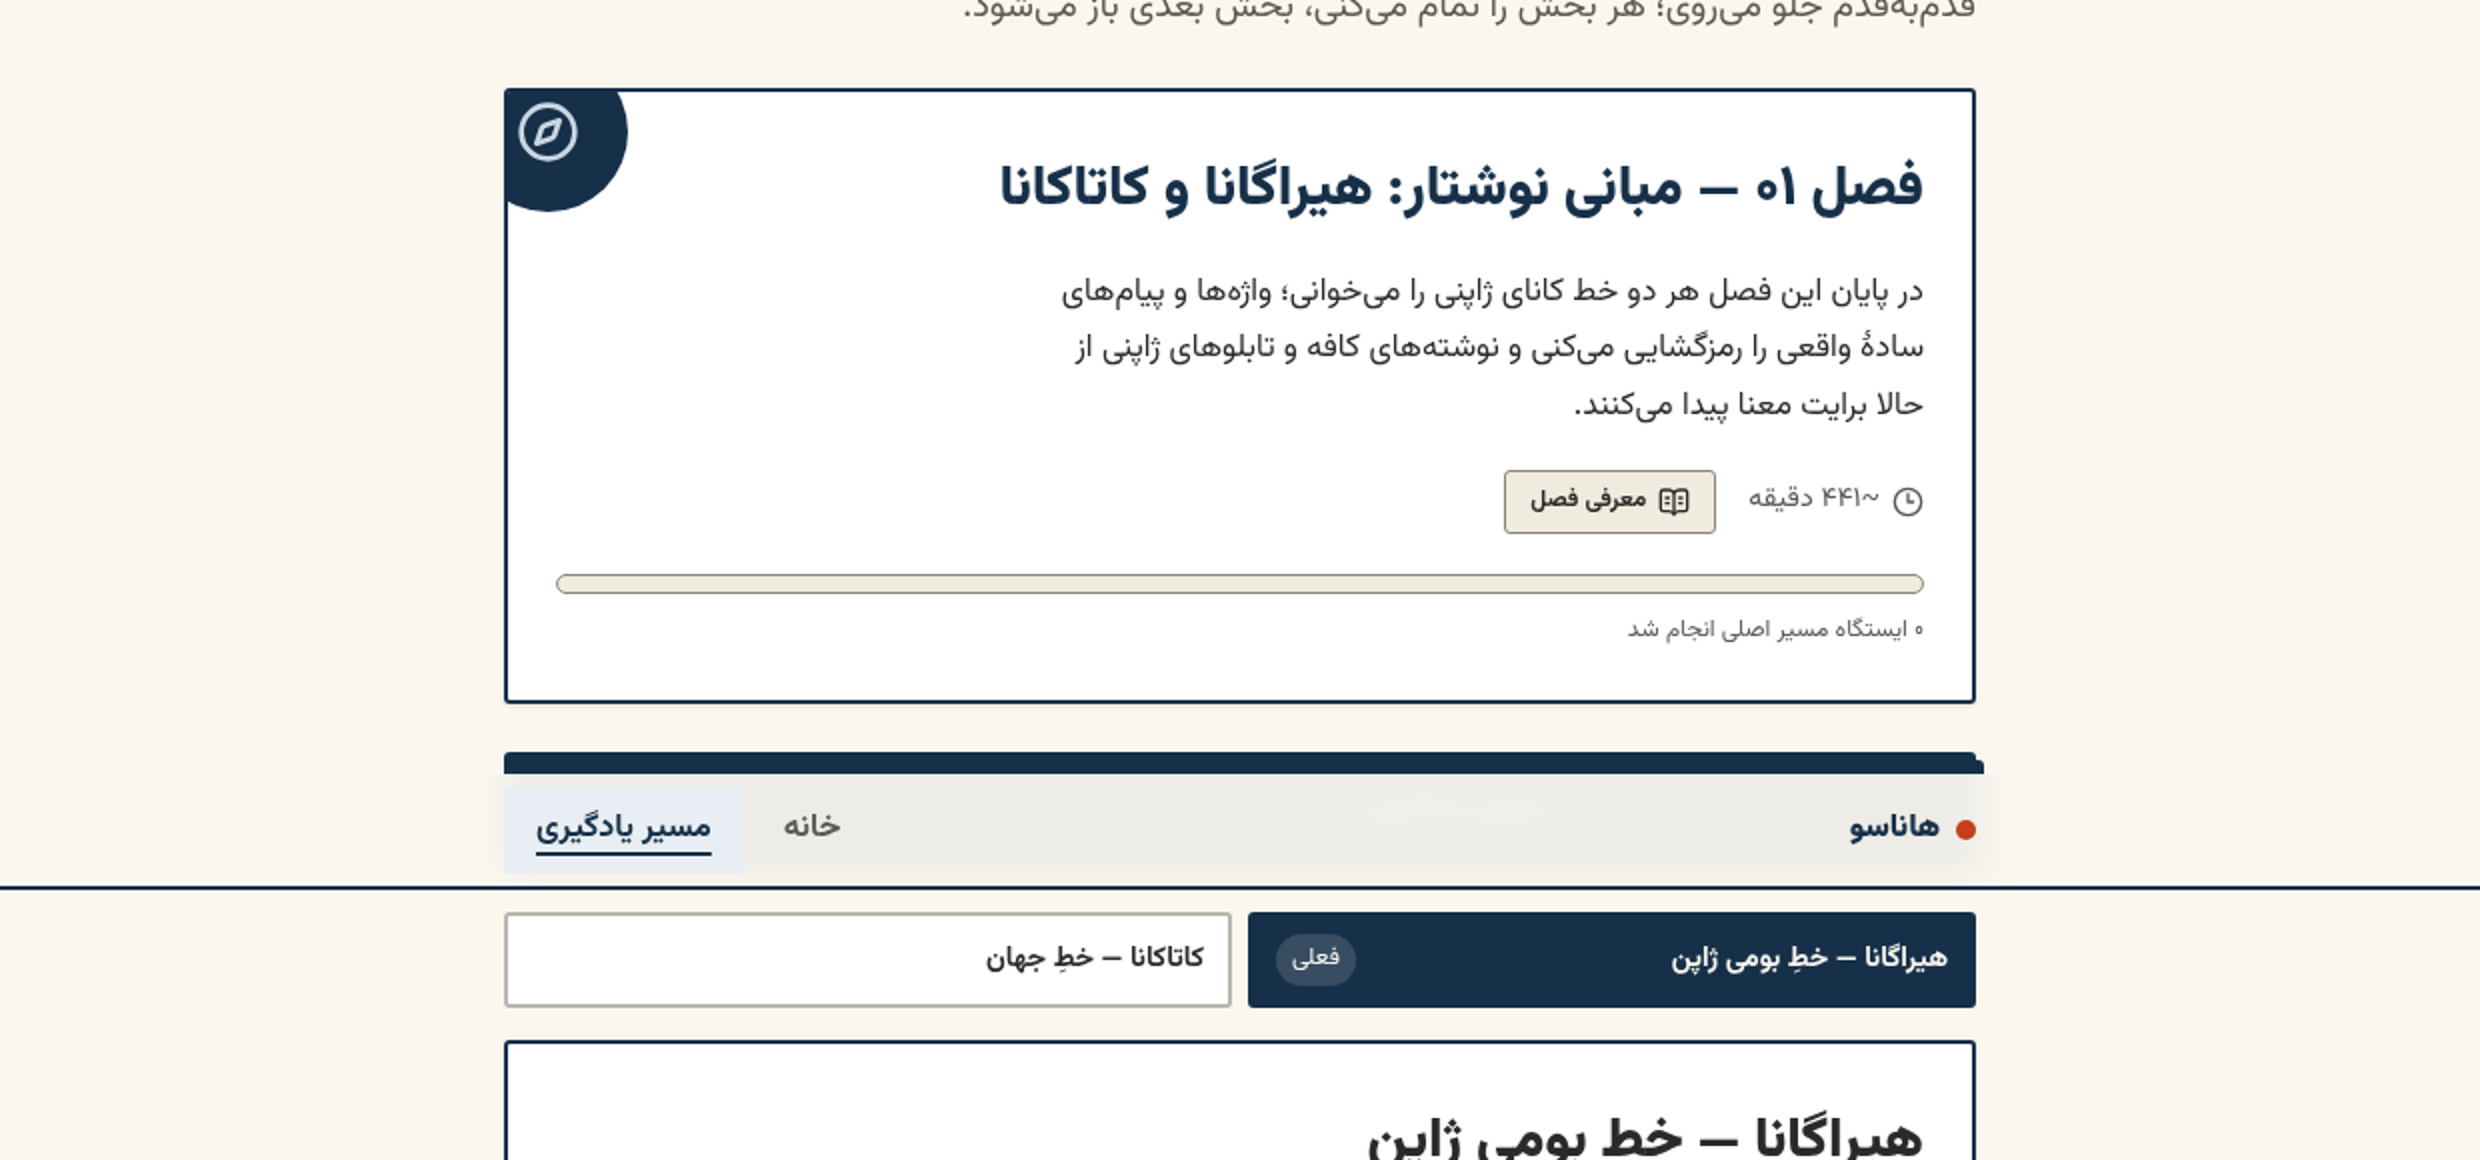 قدم‌به‌قدم جلو می‌روی؛ هر بخش را تمام می‌کنی، بخش بعدی باز می‌شود.
فصل ۰۱ — مبانی نوشتار: هیراگانا و کاتاکانا
در پایان این فصل هر دو خط کانای ژاپنی را می‌خوانی؛ واژه‌ها و پیام‌های
سادهٔ واقعی را رمزگشایی می‌کنی و نوشته‌های کافه و تابلوهای ژاپنی از
حالا برایت معنا پیدا می‌کنند.
~۴۴۱ دقیقه
معرفی فصل
۰ ایستگاه مسیر اصلی انجام شد
هاناسو
خانه
مسیر یادگیری
هیراگانا — خطِ بومی ژاپن
فعلی
کاتاکانا — خطِ جهان
هیراگانا — خط بومی ژاپن